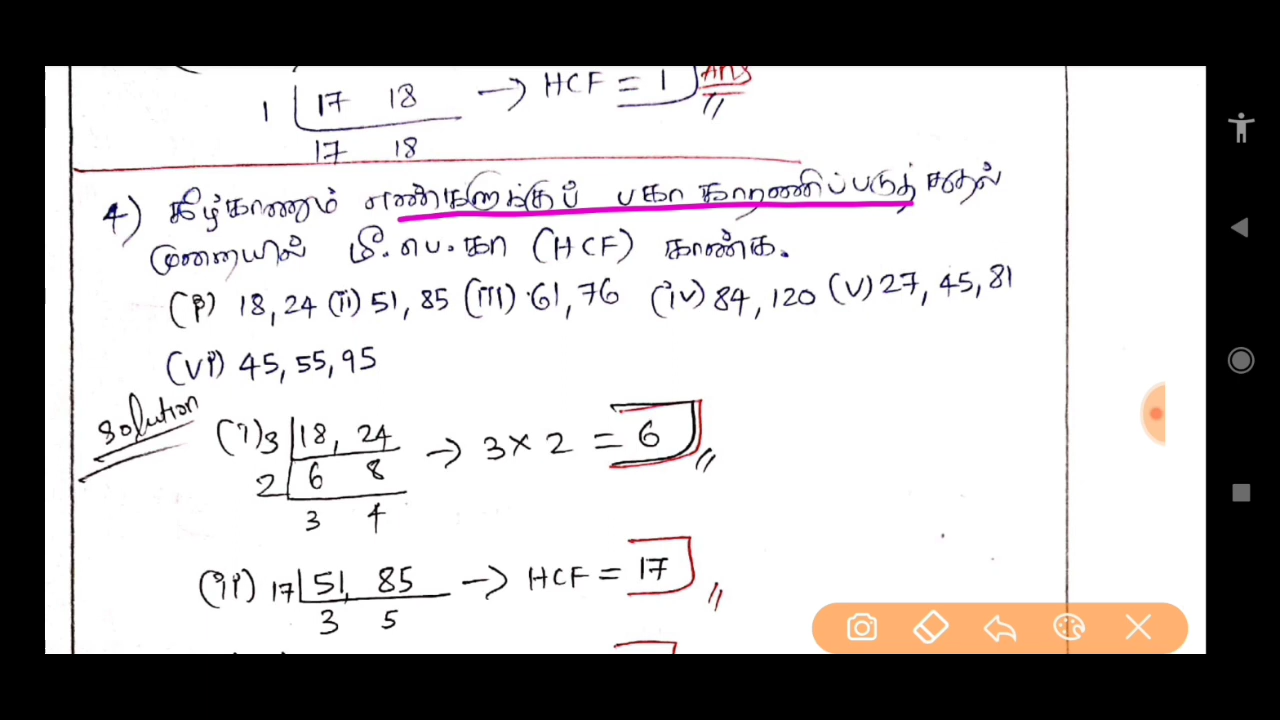 1 | 17 18 → HCF = 1 Ans
17 18
4) கீழ்காணும் எண்களுக்குப் பகா காரணிப்படுத்துதல்
முறையில் மீ.பெ.கா (HCF) காண்க.
(i) 18, 24 (ii) 51, 85 (iii) 61, 76 (iv) 84, 120 (v) 27, 45, 81
(vi) 45, 55, 95
Solution
(i) 3 | 18, 24 → 3 × 2 = 6
2 | 6 8
3 4
(ii) 17 | 51, 85 → HCF = 17
3 5